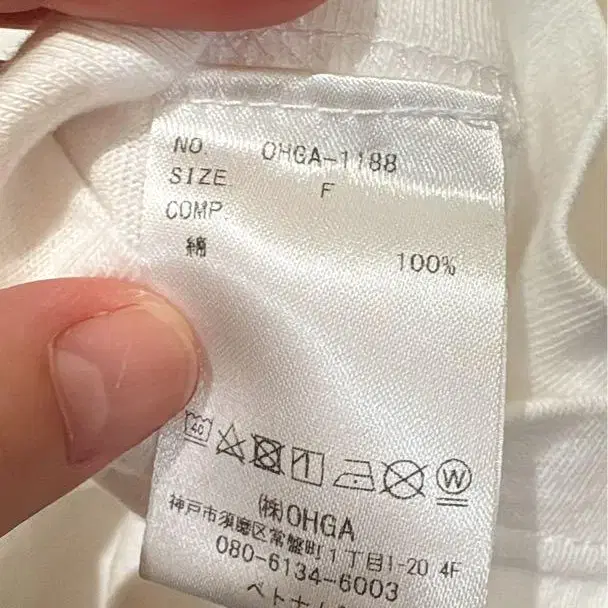 NO OHGA-1188
SIZE F
COMP.
綿 100%
40
W
(株)OHGA
神戸市須磨区常盤町1丁目1-20 4F
080-6134-6003